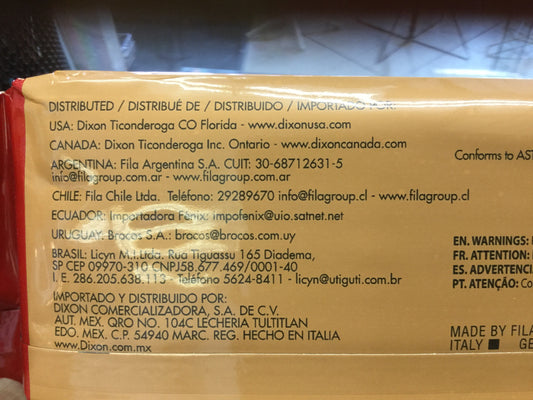 DISTRIBUTED / DISTRIBUÉ DE / DISTRIBUIDO / IMPORTADO POR:
USA: Dixon Ticonderoga CO Florida - www.dixonusa.com
CANADA: Dixon Ticonderoga Inc. Ontario - www.dixoncanada.com
ARGENTINA: Fila Argentina S.A. CUIT: 30-68712631-5
info@filagroup.com.ar - www.filagroup.com.ar
CHILE: Fila Chile Ltda. Teléfono: 29289670 info@filagroup.cl - www.filagroup.cl
ECUADOR: Importadora Fénix: impofenix@uio.satnet.net
URUGUAY: Brocos S.A.: brocos@brocos.com.uy
BRASIL: Licyn M.I.Ltda. Rua Tiguassu 165 Diadema,
SP CEP 09970-310 CNPJ58.677.469/0001-40
I. E. 286.205.638.113 - Telefono 5624-8411 - licyn@utiguti.com.br
IMPORTADO Y DISTRIBUIDO POR:
DIXON COMERCIALIZADORA, S.A. DE C.V.
AUT. MEX. QRO NO. 104C LECHERIA TULTITLAN
EDO. MEX. C.P. 54940 MARC. REG. HECHO EN ITALIA
www.Dixon.com.mx
Conforms to AST
EN. WARNINGS:
FR. ATTENTION:
ES. ADVERTENCI
PT. ATENÇÃO: Co
MADE BY FILA
ITALY GE